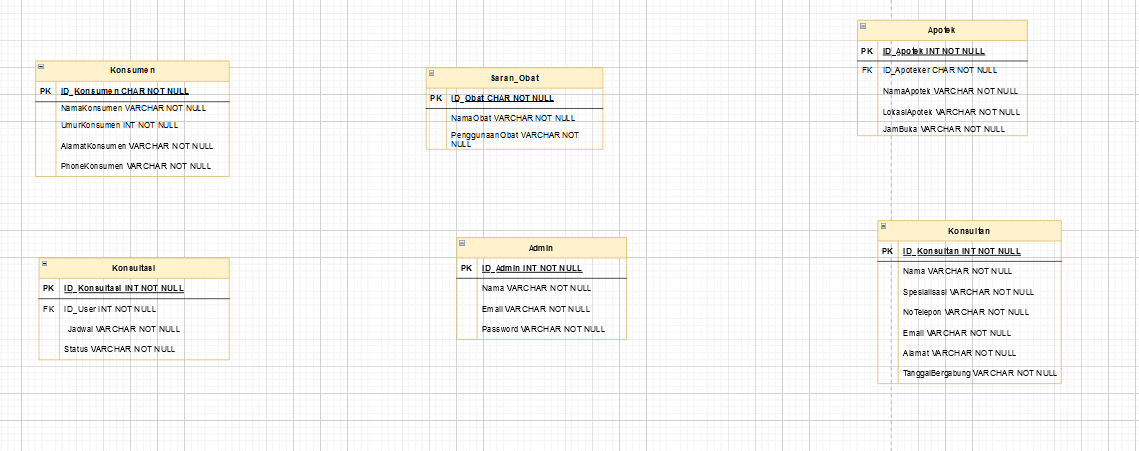 Konsumen
PK ID_Konsumen CHAR NOT NULL
NamaKonsumen VARCHAR NOT NULL
UmurKonsumen INT NOT NULL
AlamatKonsumen VARCHAR NOT NULL
PhoneKonsumen VARCHAR NOT NULL
Saran_Obat
PK ID_Obat CHAR NOT NULL
NamaObat VARCHAR NOT NULL
PenggunaanObat VARCHAR NOT
NULL
Apotek
PK ID_Apotek INT NOT NULL
FK ID_Apoteker CHAR NOT NULL
NamaApotek VARCHAR NOT NULL
LokasiApotek VARCHAR NOT NULL
JamBuka VARCHAR NOT NULL
Konsultasi
PK ID_Konsultasi INT NOT NULL
FK ID_User INT NOT NULL
Jadwal VARCHAR NOT NULL
Status VARCHAR NOT NULL
Admin
PK ID_Admin INT NOT NULL
Nama VARCHAR NOT NULL
Email VARCHAR NOT NULL
Password VARCHAR NOT NULL
Konsultan
PK ID_Konsultan INT NOT NULL
Nama VARCHAR NOT NULL
Spesialisasi VARCHAR NOT NULL
NoTelepon VARCHAR NOT NULL
Email VARCHAR NOT NULL
Alamat VARCHAR NOT NULL
TanggalBergabung VARCHAR NOT NULL